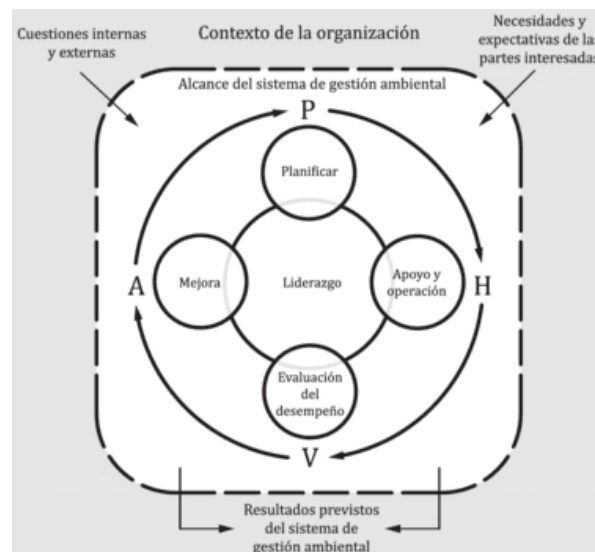 Cuestiones internas
y externas
Contexto de la organización
Necesidades y
expectativas de las
partes interesadas
Alcance del sistema de gestión ambiental
P
Planificar
A
Mejora
Liderazgo
Apoyo y
operación
H
Evaluación
del
desempeño
V
Resultados previstos
del sistema de
gestión ambiental